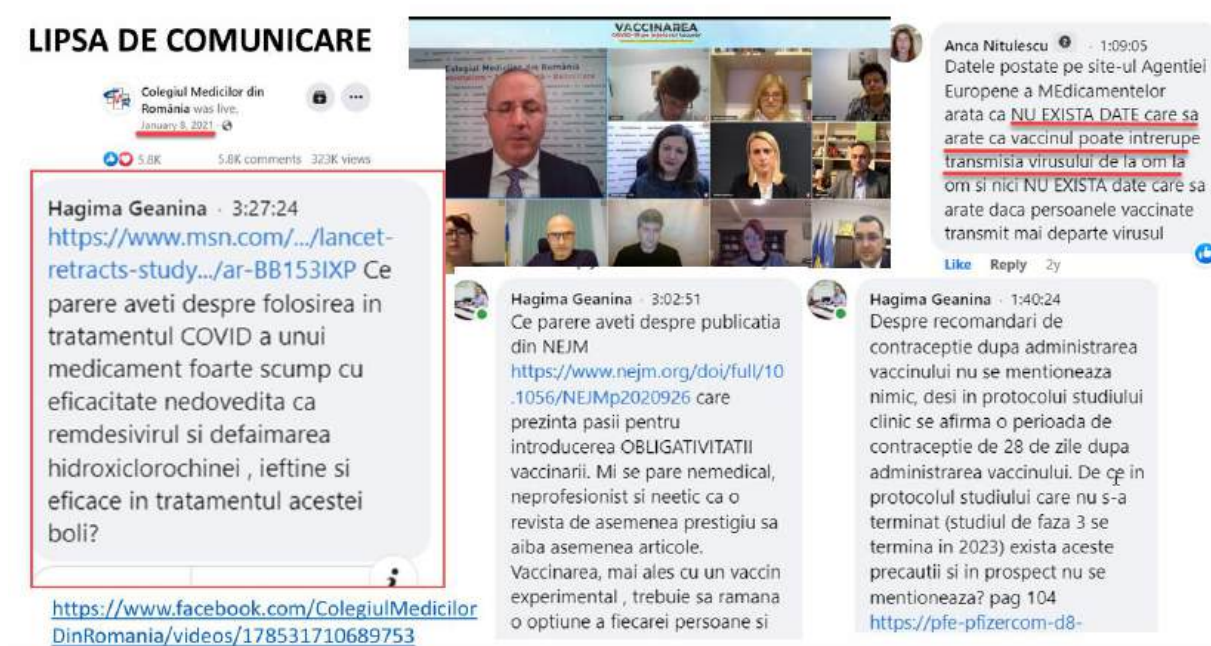 LIPSA DE COMUNICARE
Colegiul Medicilor din
România was live.
January 8, 2021
5.8K
5.8K comments 323K views
Hagima Geanina · 3:27:24
https://www.msn.com/.../lancet-
retracts-study.../ar-BB153IXP Ce
parere aveti despre folosirea in
tratamentul COVID a unui
medicament foarte scump cu
eficacitate nedovedita ca
remdesivirul si defaimarea
hidroxiclorochinei , ieftine si
eficace in tratamentul acestei
boli?
https://www.facebook.com/ColegiulMedicilor
DinRomania/videos/178531710689753
VACCINAREA
Colegiul Medicilor din România
Hagima Geanina · 3:02:51
Ce parere aveti despre publicatia
din NEJM
https://www.nejm.org/doi/full/10
.1056/NEJMp2020926 care
prezinta pasii pentru
introducerea OBLIGATIVITATII
vaccinarii. Mi se pare nemedical,
neprofesionist si neetic ca o
revista de asemenea prestigiu sa
aiba asemenea articole.
Vaccinarea, mai ales cu un vaccin
experimental , trebuie sa ramana
o optiune a fiecarei persoane si
Anca Nitulescu · 1:09:05
Datele postate pe site-ul Agentiei
Europene a MEdicamentelor
arata ca NU EXISTA DATE care sa
arate ca vaccinul poate intrerupe
transmisia virusului de la om la
om si nici NU EXISTA date care sa
arate daca persoanele vaccinate
transmit mai departe virusul
Like Reply 2y
Hagima Geanina · 1:40:24
Despre recomandari de
contraceptie dupa administrarea
vaccinului nu se mentioneaza
nimic, desi in protocolul studiului
clinic se afirma o perioada de
contraceptie de 28 de zile dupa
administrarea vaccinului. De ce in
protocolul studiului care nu s-a
terminat (studiul de faza 3 se
termina in 2023) exista aceste
precautii si in prospect nu se
mentioneaza? pag 104
https://pfe-pfizercom-d8-